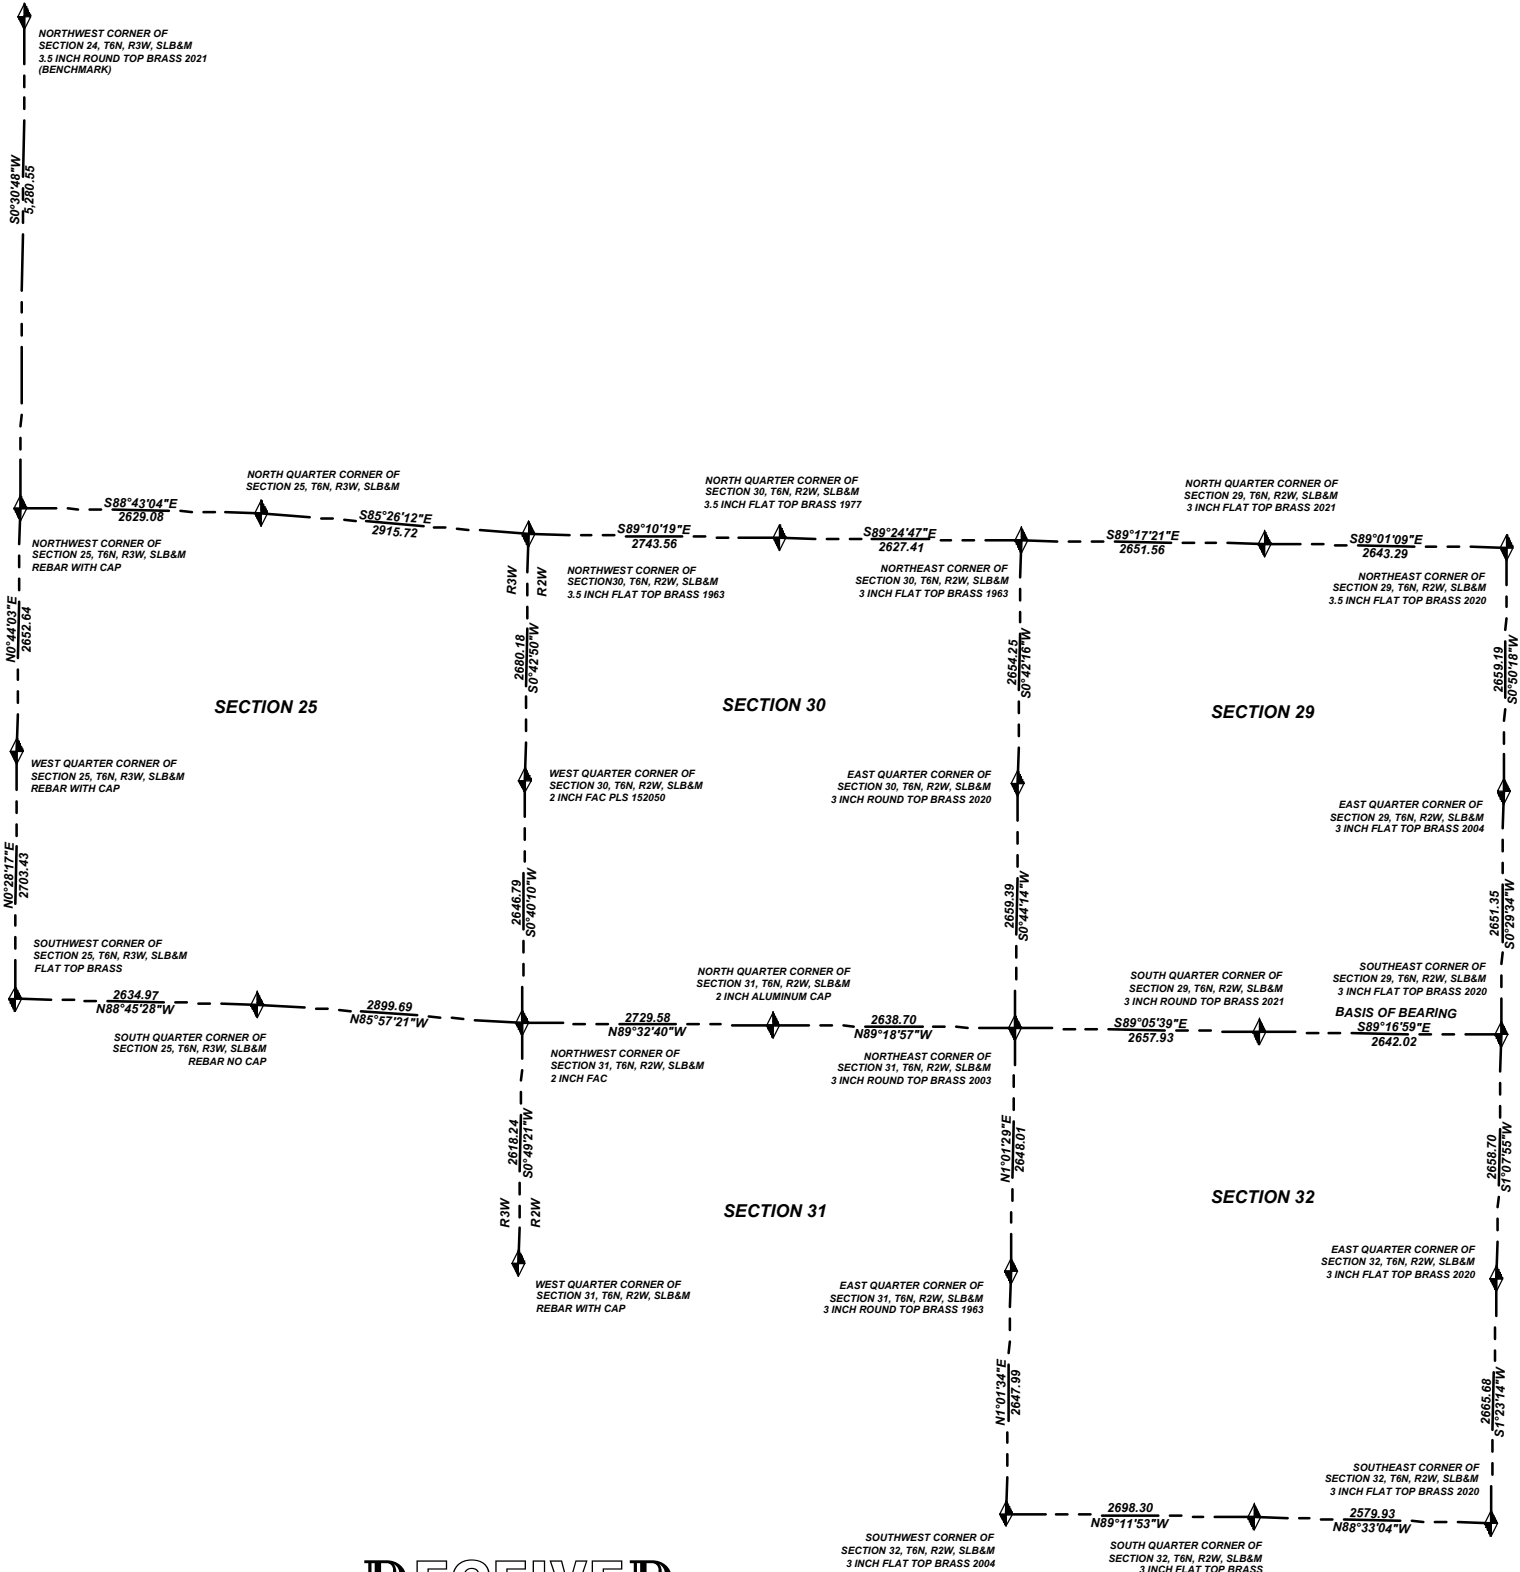 NORTHWEST CORNER OF
SECTION 24, T6N, R3W, SLB&M
3.5 INCH ROUND TOP BRASS 2021
(BENCHMARK)
S0°30'48"W
5,280.55
NORTH QUARTER CORNER OF
SECTION 25, T6N, R3W, SLB&M
NORTH QUARTER CORNER OF
SECTION 30, T6N, R2W, SLB&M
3.5 INCH FLAT TOP BRASS 1977
NORTH QUARTER CORNER OF
SECTION 29, T6N, R2W, SLB&M
3 INCH FLAT TOP BRASS 2021
S88°43'04"E
2629.08
S85°26'12"E
2915.72
S89°10'19"E
2743.56
S89°24'47"E
2627.41
S89°17'21"E
2651.56
S89°01'09"E
2643.29
NORTHWEST CORNER OF
SECTION 25, T6N, R3W, SLB&M
REBAR WITH CAP
R3W
R2W
NORTHWEST CORNER OF
SECTION30, T6N, R2W, SLB&M
3.5 INCH FLAT TOP BRASS 1963
NORTHEAST CORNER OF
SECTION 30, T6N, R2W, SLB&M
3 INCH FLAT TOP BRASS 1963
NORTHEAST CORNER OF
SECTION 29, T6N, R2W, SLB&M
3.5 INCH FLAT TOP BRASS 2020
N0°44'03"E
2652.64
2680.18
S0°42'50"W
2654.25
S0°42'16"W
2659.19
S0°50'18"W
SECTION 25
SECTION 30
SECTION 29
WEST QUARTER CORNER OF
SECTION 25, T6N, R3W, SLB&M
REBAR WITH CAP
WEST QUARTER CORNER OF
SECTION 30, T6N, R2W, SLB&M
2 INCH FAC PLS 152050
EAST QUARTER CORNER OF
SECTION 30, T6N, R2W, SLB&M
3 INCH ROUND TOP BRASS 2020
EAST QUARTER CORNER OF
SECTION 29, T6N, R2W, SLB&M
3 INCH FLAT TOP BRASS 2004
N0°28'17"E
2703.43
2646.79
S0°40'10"W
2659.39
S0°44'14"W
2651.35
S0°29'34"W
SOUTHWEST CORNER OF
SECTION 25, T6N, R3W, SLB&M
FLAT TOP BRASS
NORTH QUARTER CORNER OF
SECTION 31, T6N, R2W, SLB&M
2 INCH ALUMINUM CAP
SOUTH QUARTER CORNER OF
SECTION 29, T6N, R2W, SLB&M
3 INCH ROUND TOP BRASS 2021
SOUTHEAST CORNER OF
SECTION 29, T6N, R2W, SLB&M
3 INCH FLAT TOP BRASS 2020
BASIS OF BEARING
2634.97
N88°45'28"W
2899.69
N85°57'21"W
2729.58
N89°32'40"W
2638.70
N89°18'57"W
S89°05'39"E
2657.93
S89°16'59"E
2642.02
SOUTH QUARTER CORNER OF
SECTION 25, T6N, R3W, SLB&M
REBAR NO CAP
NORTHWEST CORNER OF
SECTION 31, T6N, R2W, SLB&M
2 INCH FAC
NORTHEAST CORNER OF
SECTION 31, T6N, R2W, SLB&M
3 INCH ROUND TOP BRASS 2003
2618.24
S0°49'21"W
N1°01'29"E
2648.01
2658.70
S1°07'55"W
R3W
R2W
SECTION 31
SECTION 32
WEST QUARTER CORNER OF
SECTION 31, T6N, R2W, SLB&M
REBAR WITH CAP
EAST QUARTER CORNER OF
SECTION 31, T6N, R2W, SLB&M
3 INCH ROUND TOP BRASS 1963
EAST QUARTER CORNER OF
SECTION 32, T6N, R2W, SLB&M
3 INCH FLAT TOP BRASS 2020
N1°01'34"E
2647.99
2665.68
S1°23'14"W
SOUTHEAST CORNER OF
SECTION 32, T6N, R2W, SLB&M
3 INCH FLAT TOP BRASS 2020
2698.30
N89°11'53"W
2579.93
N88°33'04"W
SOUTHWEST CORNER OF
SECTION 32, T6N, R2W, SLB&M
3 INCH FLAT TOP BRASS 2004
SOUTH QUARTER CORNER OF
SECTION 32, T6N, R2W, SLB&M
3 INCH FLAT TOP BRASS